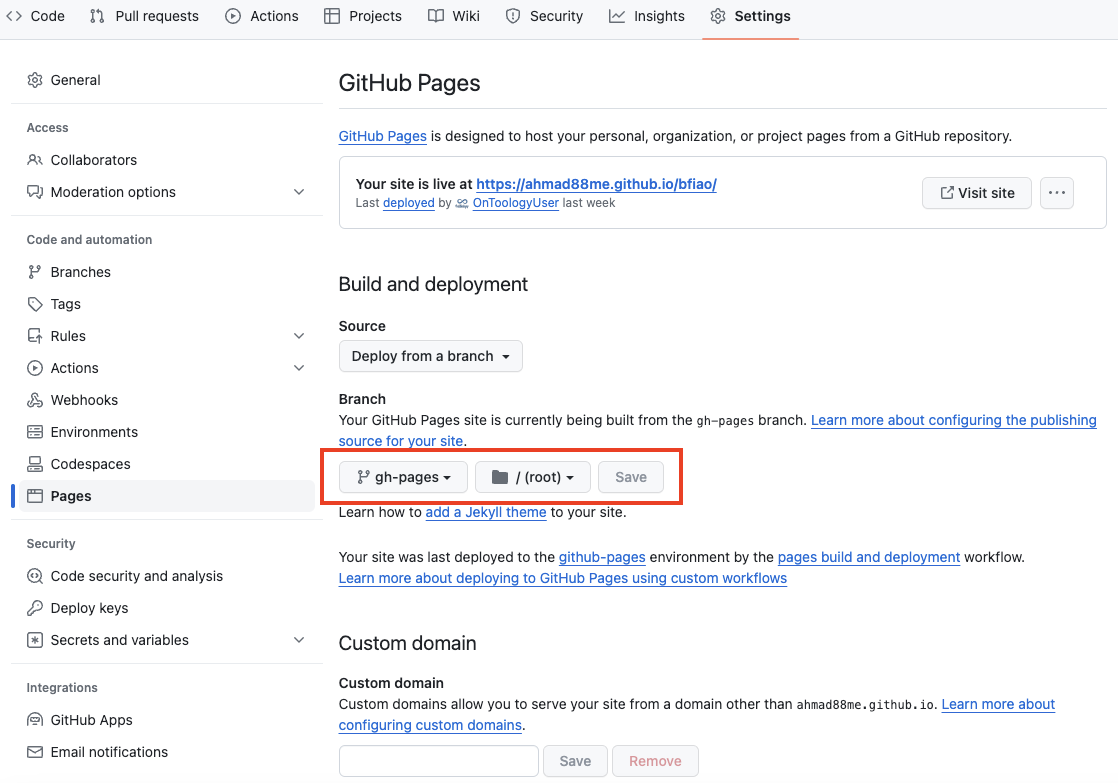 Code Pull requests Actions Projects Wiki Security Insights Settings
General
Access
Collaborators
Moderation options
Code and automation
Branches
Tags
Rules
Actions
Webhooks
Environments
Codespaces
Pages
Security
Code security and analysis
Deploy keys
Secrets and variables
Integrations
GitHub Apps
Email notifications
GitHub Pages
GitHub Pages is designed to host your personal, organization, or project pages from a GitHub repository.
Your site is live at https://ahmad88me.github.io/bfiao/
Last deployed by OnToologyUser last week
Visit site
Build and deployment
Source
Deploy from a branch
Branch
Your GitHub Pages site is currently being built from the gh-pages branch. Learn more about configuring the publishing
source for your site.
gh-pages / (root) Save
Learn how to add a Jekyll theme to your site.
Your site was last deployed to the github-pages environment by the pages build and deployment workflow.
Learn more about deploying to GitHub Pages using custom workflows
Custom domain
Custom domain
Custom domains allow you to serve your site from a domain other than ahmad88me.github.io. Learn more about
configuring custom domains.
Save Remove